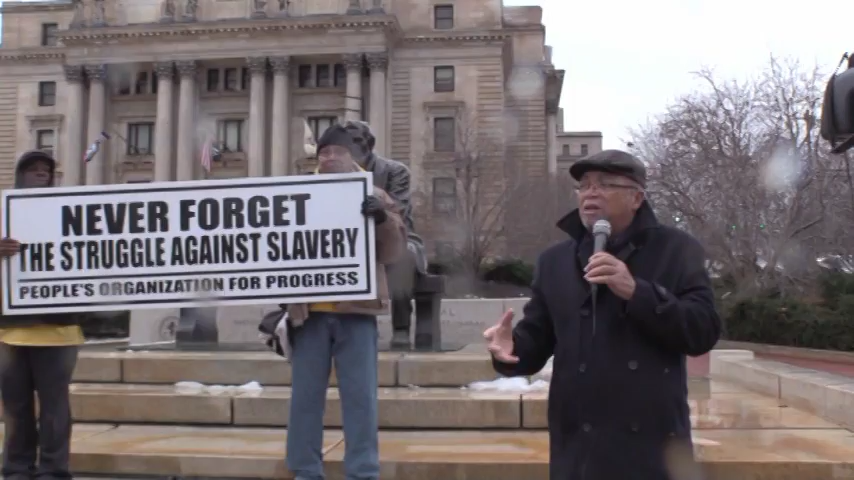 NEVER FORGET
THE STRUGGLE AGAINST SLAVERY
PEOPLE'S ORGANIZATION FOR PROGRESS